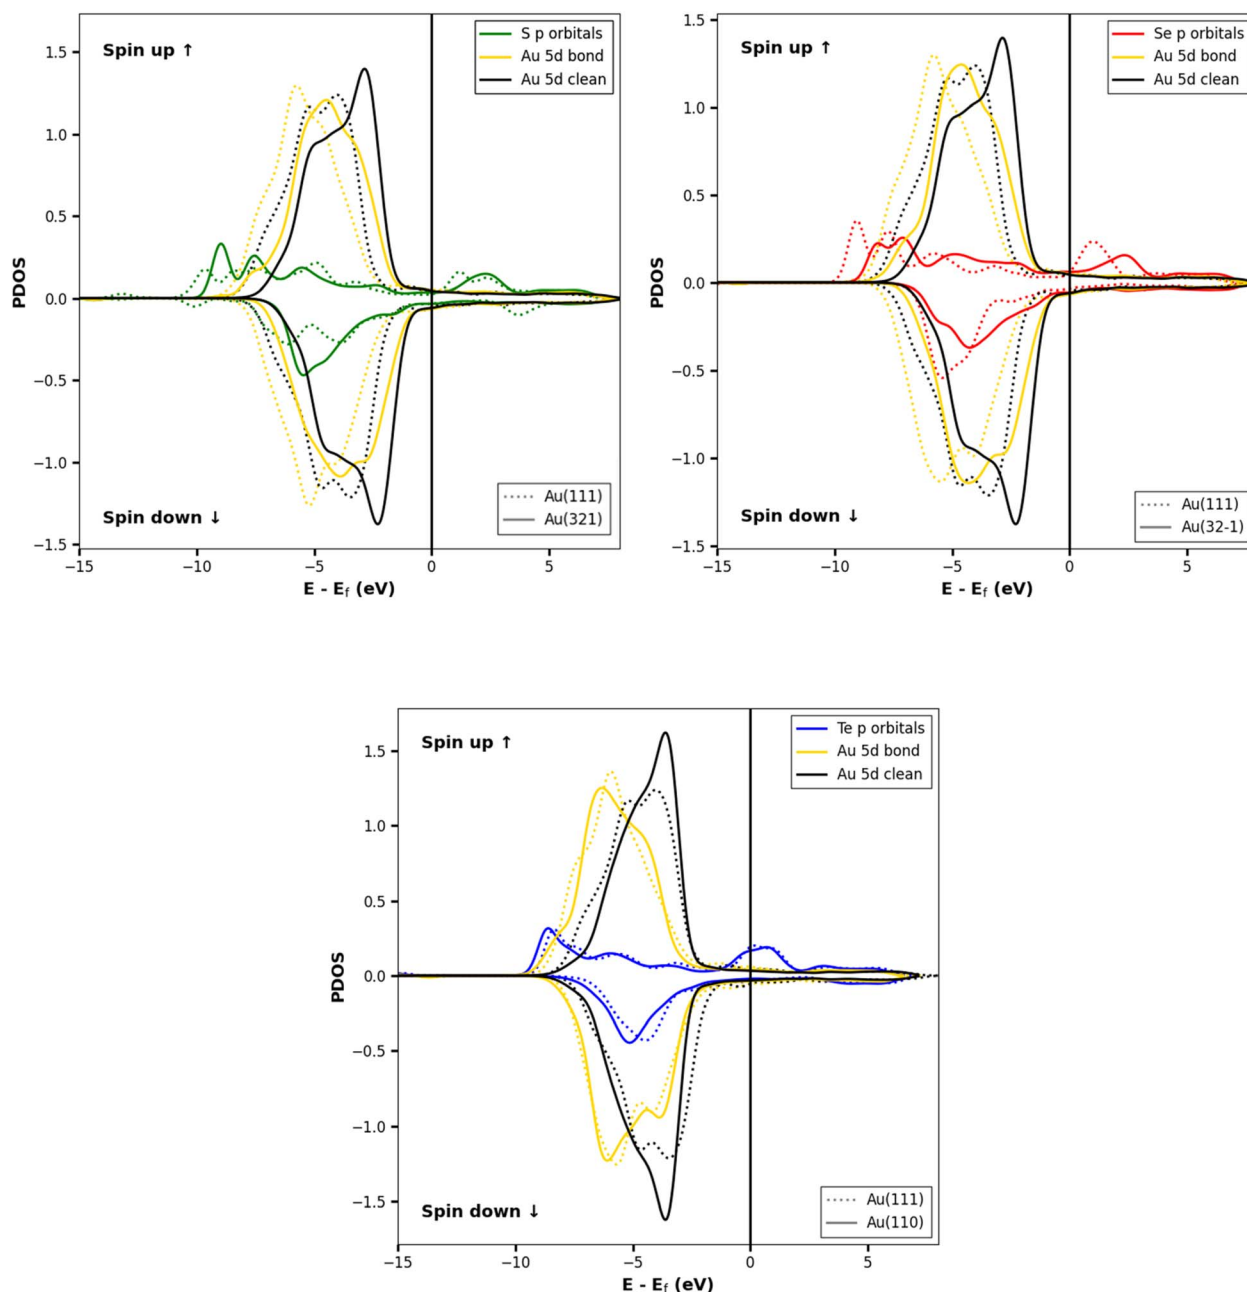 Spin up ↑
S p orbitals
Au 5d bond
Au 5d clean
1.5
1.0
0.5
0.0
−0.5
−1.0
−1.5
PDOS
Spin down ↓
Au(111)
Au(321)
−15
−10
−5
0
5
E - Ef (eV)
Spin up ↑
Se p orbitals
Au 5d bond
Au 5d clean
1.5
1.0
0.5
0.0
−0.5
−1.0
−1.5
PDOS
Spin down ↓
Au(111)
Au(32-1)
−15
−10
−5
0
5
E - Ef (eV)
Spin up ↑
Te p orbitals
Au 5d bond
Au 5d clean
1.5
1.0
0.5
0.0
−0.5
−1.0
−1.5
PDOS
Spin down ↓
Au(111)
Au(110)
−15
−10
−5
0
5
E - Ef (eV)